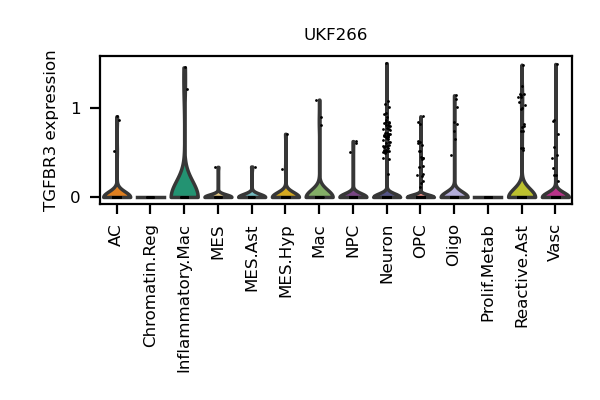 UKF266
TGFBR3 expression
1
0
AC
Chromatin.Reg
Inflammatory.Mac
MES
MES.Ast
MES.Hyp
Mac
NPC
Neuron
OPC
Oligo
Prolif.Metab
Reactive.Ast
Vasc